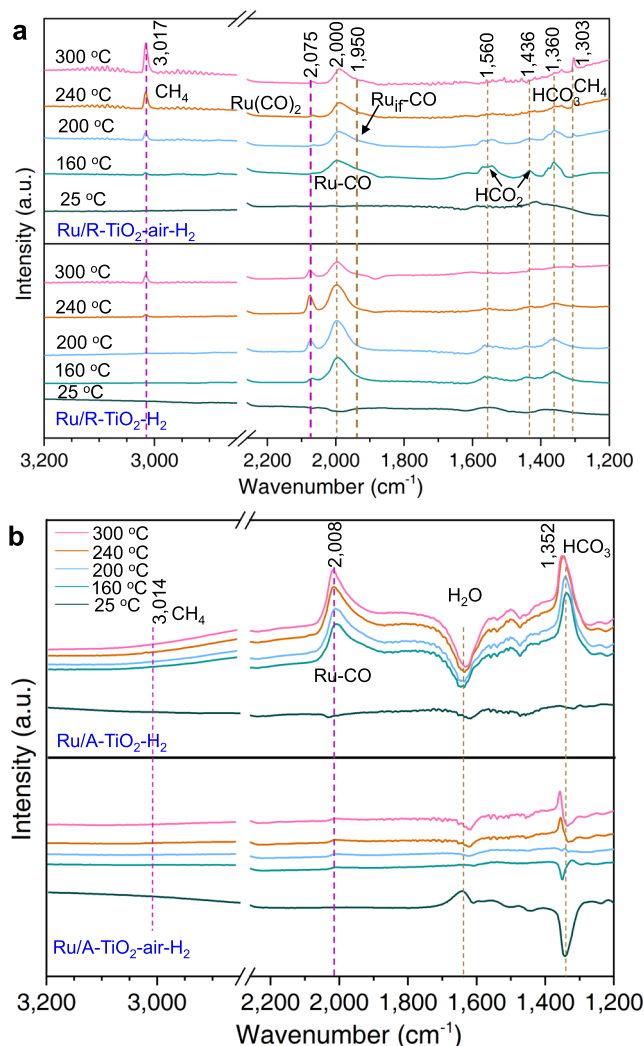 a
3,017
2,075
2,000
1,950
1,560
1,436
1,360
1,303
300 °C
240 °C
200 °C
160 °C
25 °C
CH₄
Ru(CO)₂
Ruᵢf-CO
Ru-CO
HCO₃
CH₄
HCO₂
Ru/R-TiO₂-air-H₂
300 °C
240 °C
200 °C
160 °C
25 °C
Ru/R-TiO₂-H₂
Intensity (a.u.)
3,200 3,000 2,200 2,000 1,800 1,600 1,400 1,200
Wavenumber (cm⁻¹)
b
300 °C
240 °C
200 °C
160 °C
25 °C
3,014
CH₄
2,008
Ru-CO
H₂O
1,352
HCO₃
Ru/A-TiO₂-H₂
Ru/A-TiO₂-air-H₂
Intensity (a.u.)
3,200 3,000 2,200 2,000 1,800 1,600 1,400 1,200
Wavenumber (cm⁻¹)